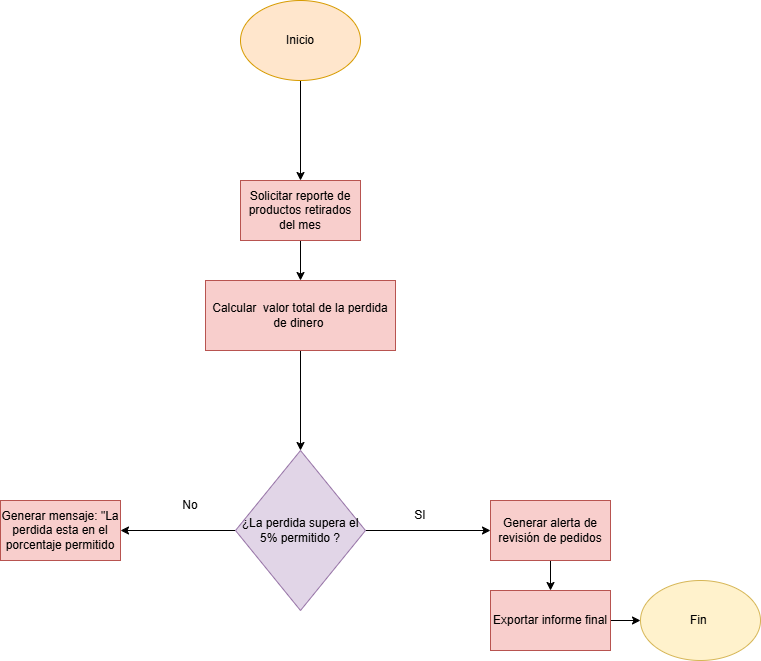 Inicio
Solicitar reporte de
productos retirados
del mes
Calcular  valor total de la perdida
de dinero
No
¿La perdida supera el
5% permitido ?
SI
Generar mensaje: "La
perdida esta en el
porcentaje permitido
Generar alerta de
revisión de pedidos
Exportar informe final
Fin